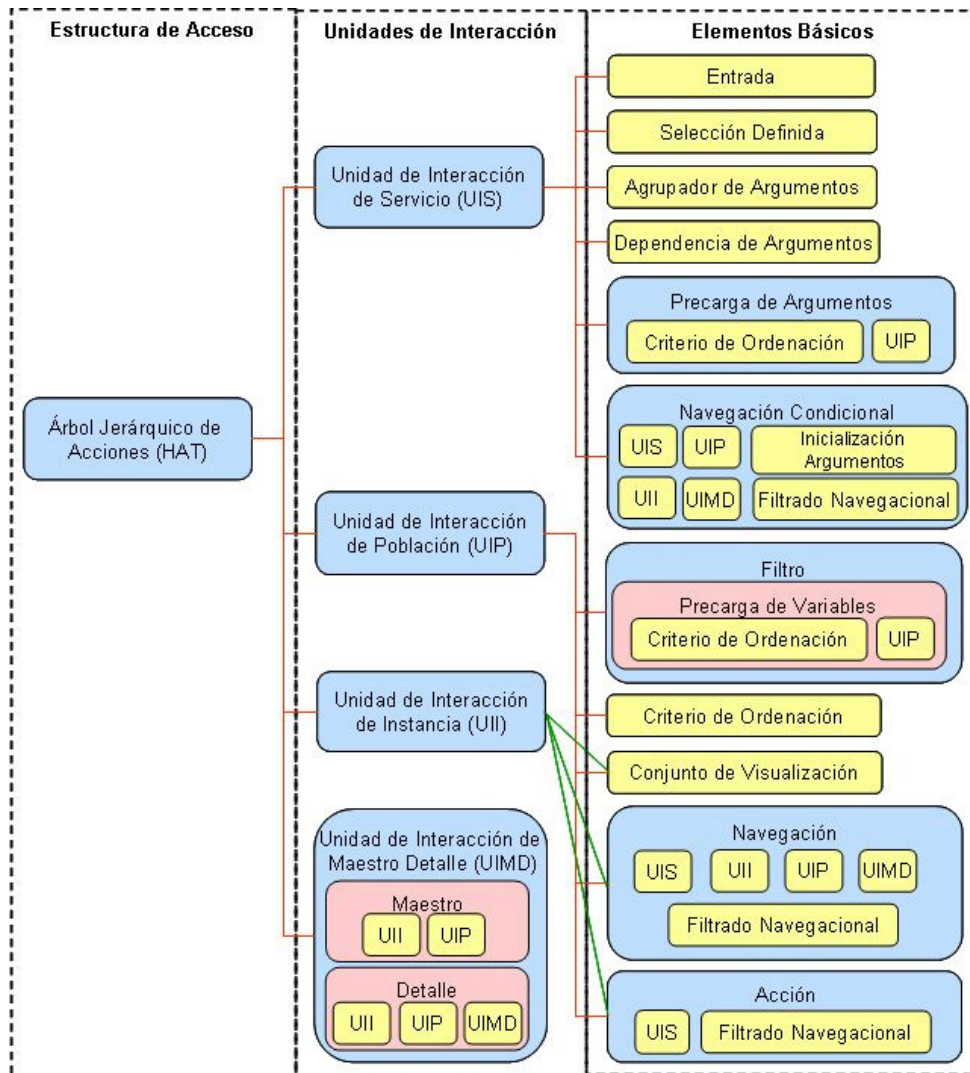 Estructura de Acceso
Unidades de Interacción
Elementos Básicos
Árbol Jerárquico de
Acciones (HAT)
Unidad de Interacción
de Servicio (UIS)
Unidad de Interacción
de Población (UIP)
Unidad de Interacción
de Instancia (UII)
Unidad de Interacción de
Maestro Detalle (UIMD)
Maestro
UII
UIP
Detalle
UII
UIP
UIMD
Entrada
Selección Definida
Agrupador de Argumentos
Dependencia de Argumentos
Precarga de Argumentos
Criterio de Ordenación
UIP
Navegación Condicional
UIS
UIP
Inicialización
Argumentos
UII
UIMD
Filtrado Navegacional
Filtro
Precarga de Variables
Criterio de Ordenación
UIP
Criterio de Ordenación
Conjunto de Visualización
Navegación
UIS
UII
UIP
UIMD
Filtrado Navegacional
Acción
UIS
Filtrado Navegacional